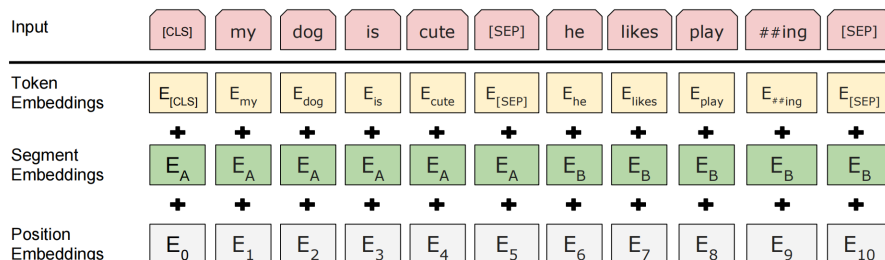 Input [CLS] my dog is cute [SEP] he likes play ##ing [SEP]
Token Embeddings E[CLS] Emy Edog Eis Ecute E[SEP] Ehe Elikes Eplay E##ing E[SEP]
+ + + + + + + + + + +
Segment Embeddings EA EA EA EA EA EA EB EB EB EB EB
+ + + + + + + + + + +
Position Embeddings E0 E1 E2 E3 E4 E5 E6 E7 E8 E9 E10